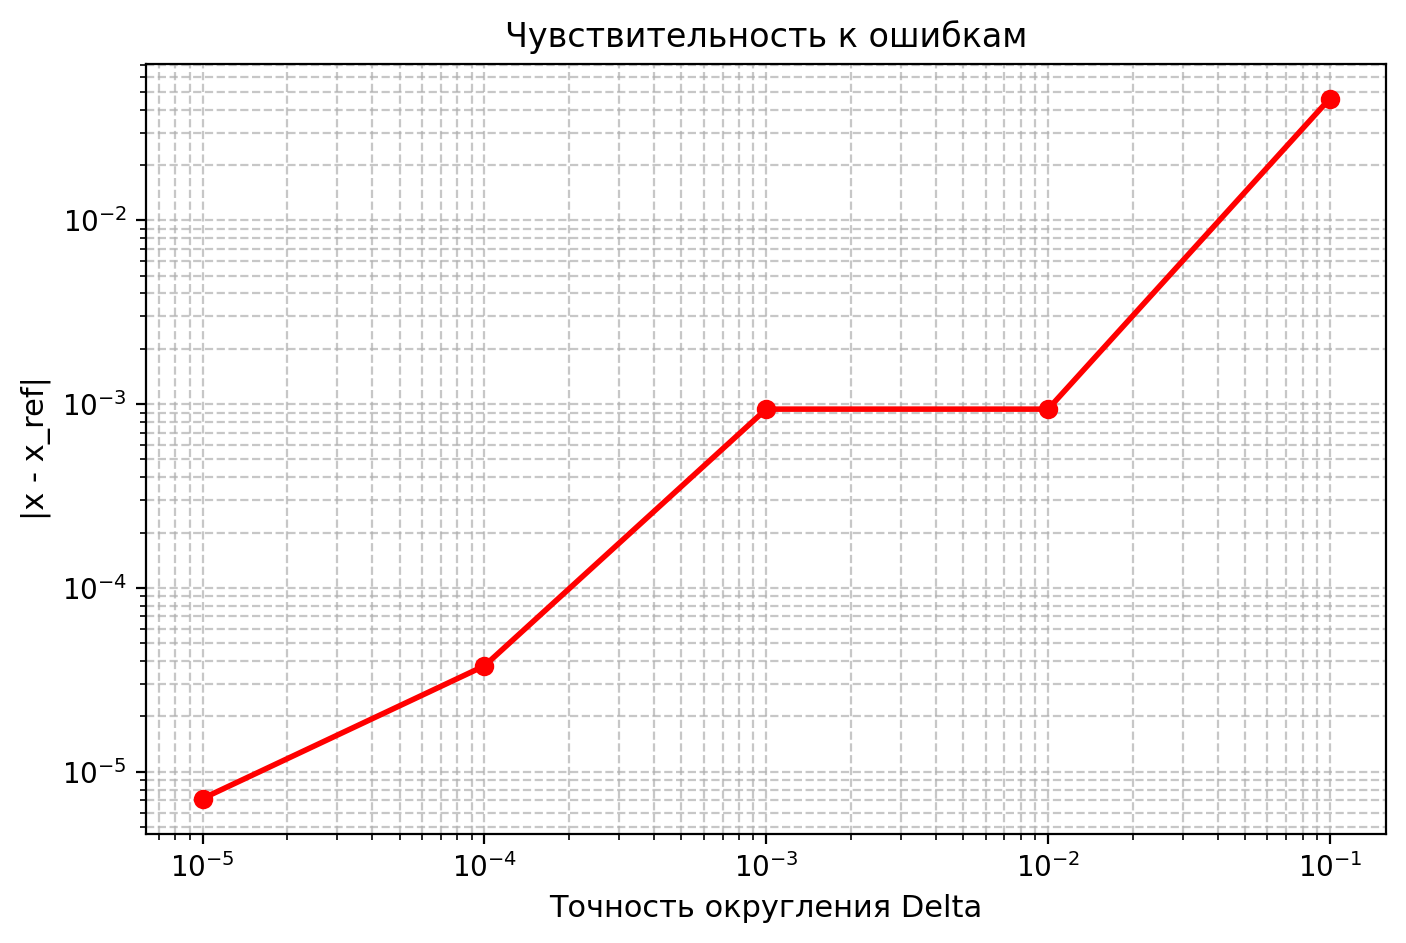 Чувствительность к ошибкам
|x - x_ref|
10⁻²
10⁻³
10⁻⁴
10⁻⁵
10⁻⁵ 10⁻⁴ 10⁻³ 10⁻² 10⁻¹
Точность округления Delta